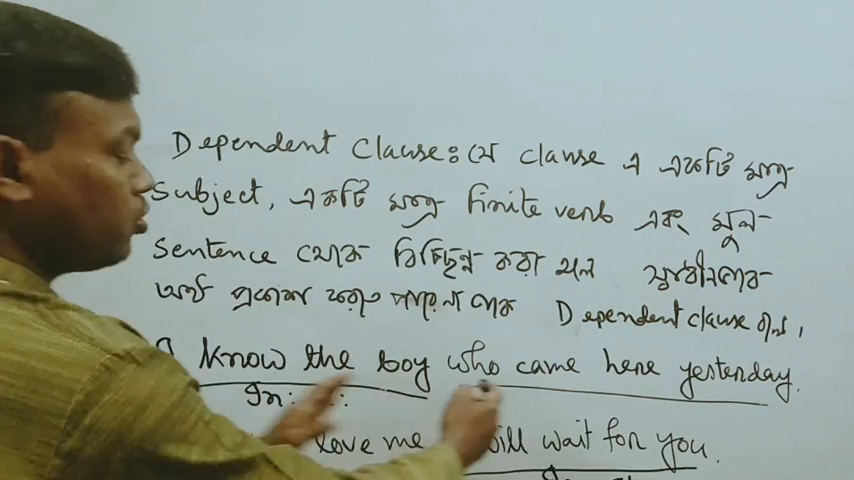 Dependent Clause: যে clause এ একটি মাত্র
Subject, একটি মাত্র finite verb এবং মূল
sentence থেকে বিচ্ছিন্ন করা হলে স্বাধীনভাবে
অর্থ প্রকাশ করতে পারে না তাকে Dependent clause বলে,
I know the boy who came here yesterday.
In:
love me will wait for you.